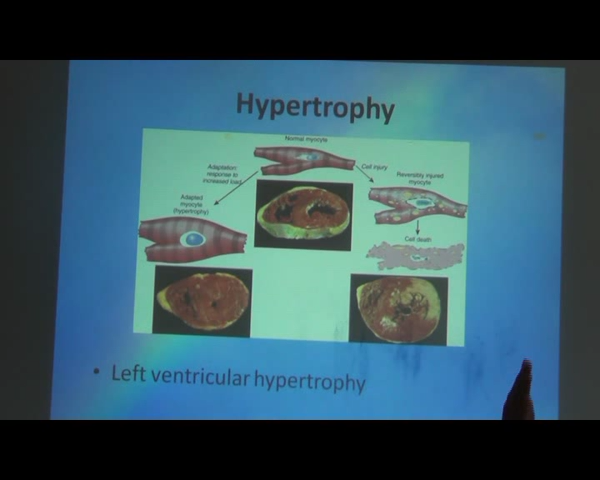 Hypertrophy
Normal myocyte
Adaptation:
response to
increased load
Cell injury
Reversibly injured
myocyte
Adapted
myocyte
(hypertrophy)
Cell death
• Left ventricular hypertrophy